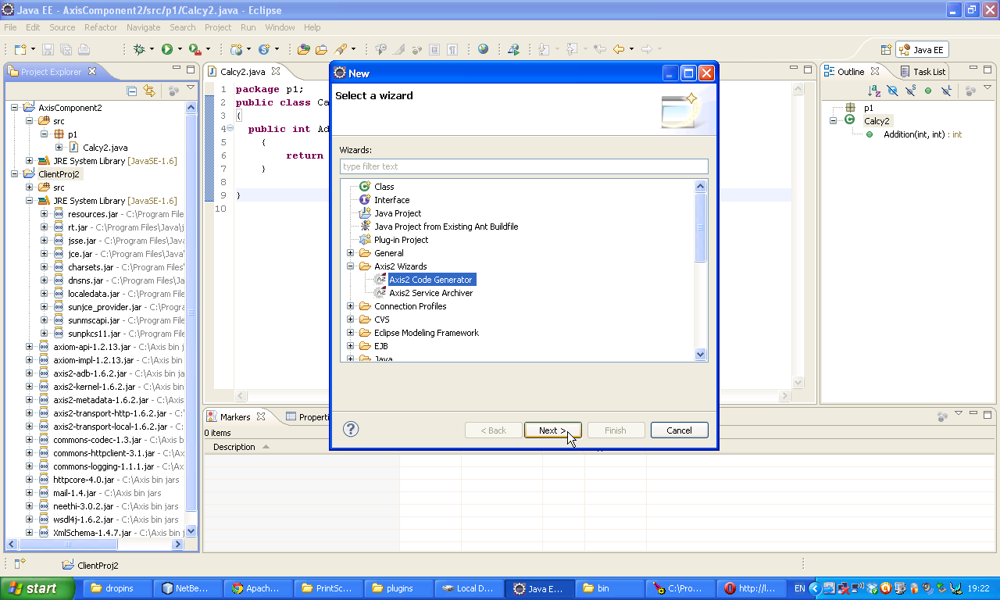 Java EE - AxisComponent2/src/p1/Calcy2.java - Eclipse
File Edit Source Refactor Navigate Search Project Run Window Help
Java EE
Project Explorer
AxisComponent2
src
p1
Calcy2.java
JRE System Library [JavaSE-1.6]
ClientProj2
src
JRE System Library [JavaSE-1.6]
resources.jar - C:\Program File
rt.jar - C:\Program Files\Java\j
jsse.jar - C:\Program Files\Java
jce.jar - C:\Program Files\Java'
charsets.jar - C:\Program Files
dnsns.jar - C:\Program Files\Ja
localedata.jar - C:\Program File
sunjce_provider.jar - C:\Progra
sunmscapi.jar - C:\Program File
sunpkcs11.jar - C:\Program File
axiom-api-1.2.13.jar - C:\Axis bin j
axiom-impl-1.2.13.jar - C:\Axis bin
axis2-adb-1.6.2.jar - C:\Axis bin ja
axis2-kernel-1.6.2.jar - C:\Axis bin
axis2-metadata-1.6.2.jar - C:\Axis
axis2-transport-http-1.6.2.jar - C:
axis2-transport-local-1.6.2.jar - C:
commons-codec-1.3.jar - C:\Axis b
commons-httpclient-3.1.jar - C:\Ax
commons-logging-1.1.1.jar - C:\Axi
httpcore-4.0.jar - C:\Axis bin jars
mail-1.4.jar - C:\Axis bin jars
neethi-3.0.2.jar - C:\Axis bin jars
wsdl4j-1.6.2.jar - C:\Axis bin jars
XmlSchema-1.4.7.jar - C:\Axis bin j
Calcy2.java
1 package p1;
2 public class Ca
3 {
4 public int Ad
5 {
6 return
7 }
8
9 }
10
New
Select a wizard
Wizards:
type filter text
Class
Interface
Java Project
Java Project from Existing Ant Buildfile
Plug-in Project
General
Axis2 Wizards
Axis2 Code Generator
Axis2 Service Archiver
Connection Profiles
CVS
Eclipse Modeling Framework
EJB
Java
?
< Back Next > Finish Cancel
Outline Task List
p1
Calcy2
Addition(int, int) : int
Markers Properti
0 items
Description
ClientProj2
start dropins NetBe... Apach... PrintSc... plugins Local D... Java E... bin C:\Pro... http://l... EN 19:22